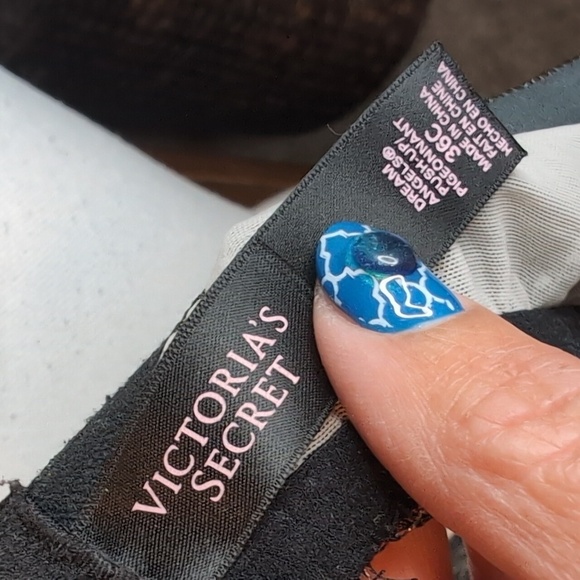 DREAM
ANGELS®
PUSH-UP
PIGEONNANT
36C
MADE IN CHINA
FAIT EN CHINE
HECHO EN CHINA
VICTORIA'S
SECRET